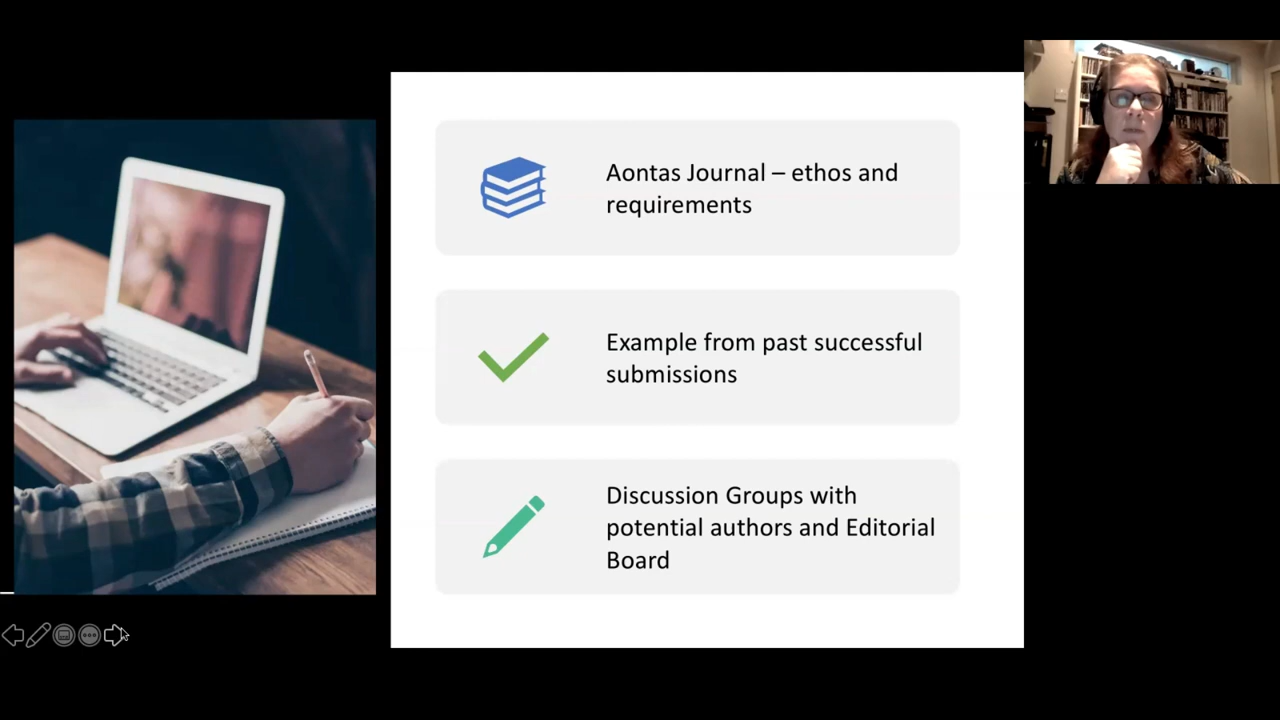 Aontas Journal – ethos and
requirements
Example from past successful
submissions
Discussion Groups with
potential authors and Editorial
Board